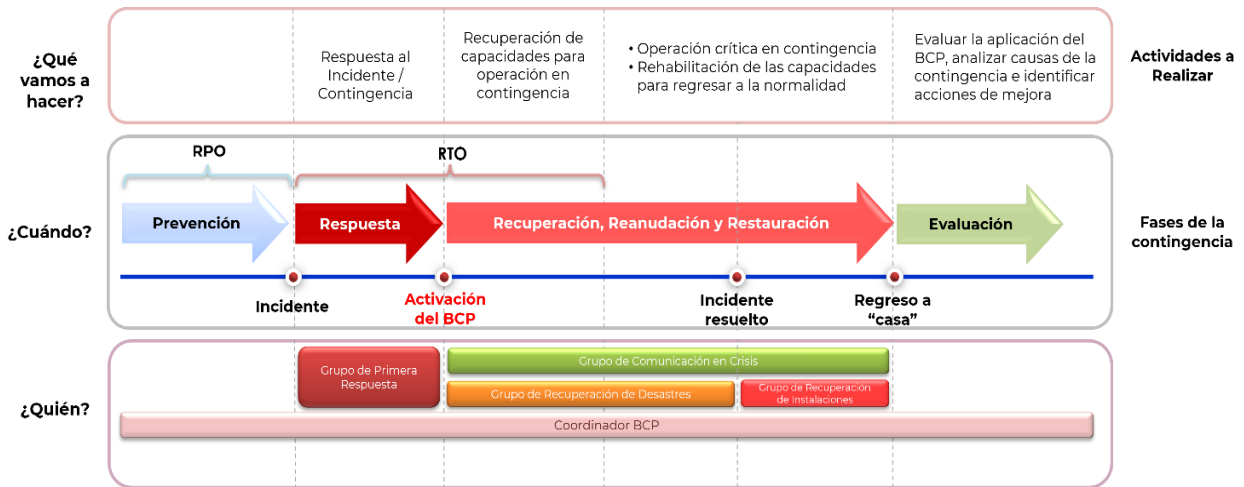 ¿Qué
vamos a
hacer?
Respuesta al
Incidente /
Contingencia
Recuperación de
capacidades para
operación en
contingencia
• Operación crítica en contingencia
• Rehabilitación de las capacidades
para regresar a la normalidad
Evaluar la aplicación del
BCP, analizar causas de la
contingencia e identificar
acciones de mejora
Actividades a
Realizar
RPO
RTO
¿Cuándo?
Prevención
Respuesta
Recuperación, Reanudación y Restauración
Evaluación
Fases de la
contingencia
Incidente
Activación
del BCP
Incidente
resuelto
Regreso a
“casa”
¿Quién?
Grupo de Primera
Respuesta
Grupo de Comunicación en Crisis
Grupo de Recuperación de Desastres
Grupo de Recuperación
de Instalaciones
Coordinador BCP